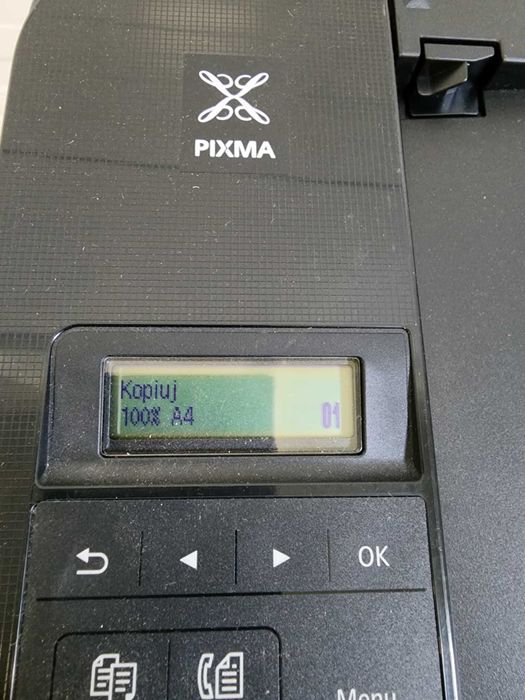 PIXMA
Kopiuj
100% A4 01
OK
Menu